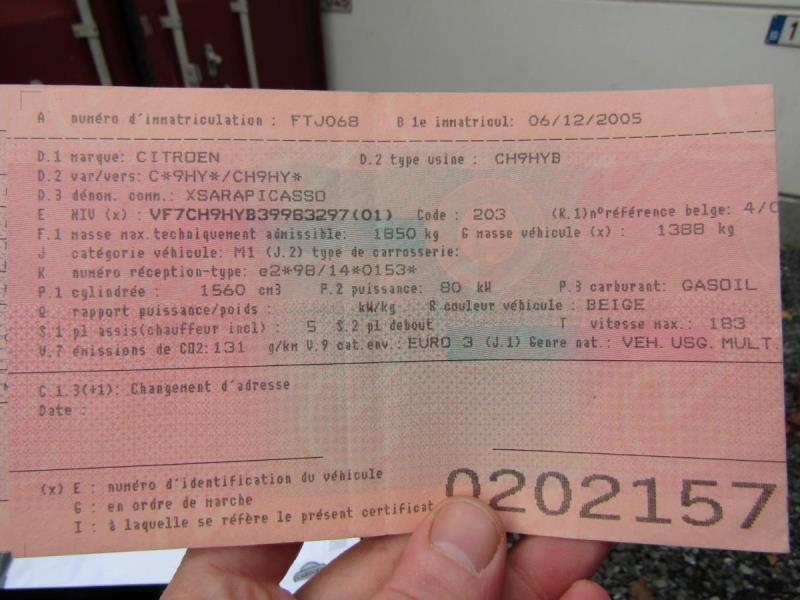 A numéro d'immatriculation : FTJ068 B 1e immatricul: 06/12/2005
D.1 marque: CITROEN D.2 type usine : CH9HYB
D.2 var/vers: C*9HY*/CH9HY*
D.3 dénom. comm.: XSARAPICASSO
E NIV (x) : VF7CH9HYB39983297(01) Code : 203 (K.1)n°référence belge: 4/0
F.1 masse max.techniquement admissible: 1850 kg G masse véhicule (x) : 1388 kg
J catégorie véhicule: M1 (J.2) type de carrosserie:
K numéro réception-type: e2*98/14*0153*
P.1 cylindrée : 1560 cm3 P.2 puissance: 80 kW P.3 carburant: GASOIL
Q rapport puissance/poids : kW/kg R couleur véhicule : BEIGE
S.1 pl assis(chauffeur incl) : 5 S.2 pl debout T vitesse max.: 183
V.7 émissions de CO2: 131 g/km V.9 cat.env.: EURO 3 (J.1) Genre nat.: VEH. USG. MULT
C.1.3(+1): Changement d'adresse
Date :
(x) E : numéro d'identification du véhicule
G : en ordre de marche
I : à laquelle se réfère le présent certificat
0202157